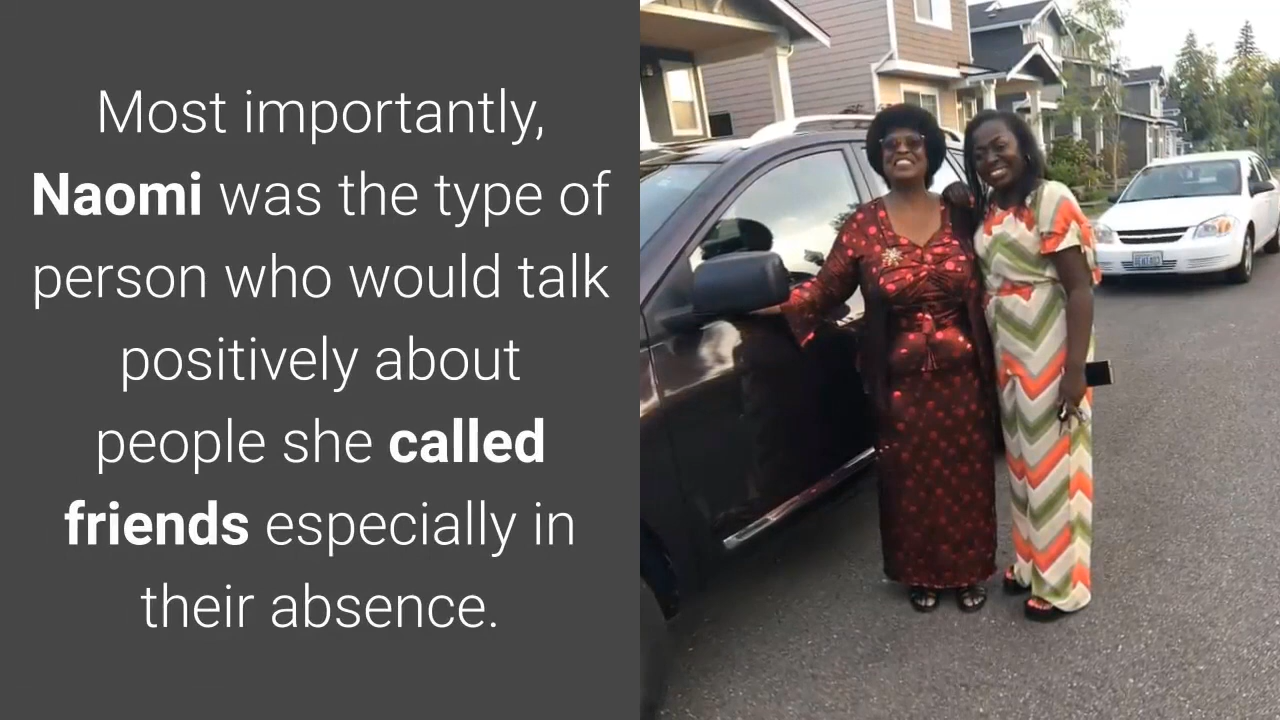 Most importantly,
Naomi was the type of
person who would talk
positively about
people she called
friends especially in
their absence.